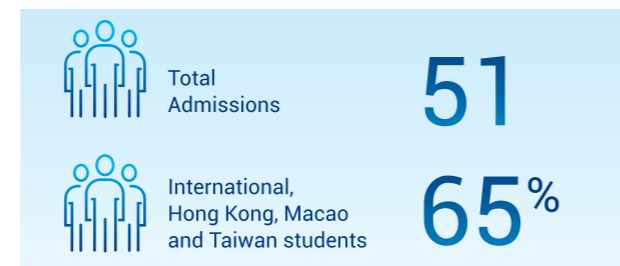 Total
Admissions
51
International,
Hong Kong, Macao
and Taiwan students
65%